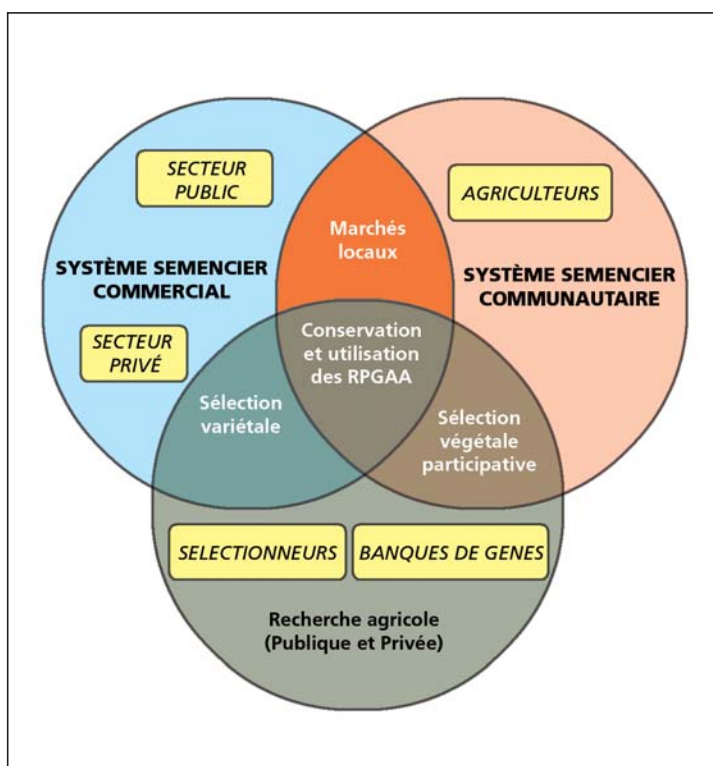 SECTEUR
PUBLIC
AGRICULTEURS
Marchés
locaux
SYSTÈME SEMENCIER
COMMERCIAL
SYSTÈME SEMENCIER
COMMUNAUTAIRE
SECTEUR
PRIVÉ
Conservation
et utilisation
des RPGAA
Sélection
variétale
Sélection
végétale
participative
SELECTIONNEURS
BANQUES DE GENES
Recherche agricole
(Publique et Privée)